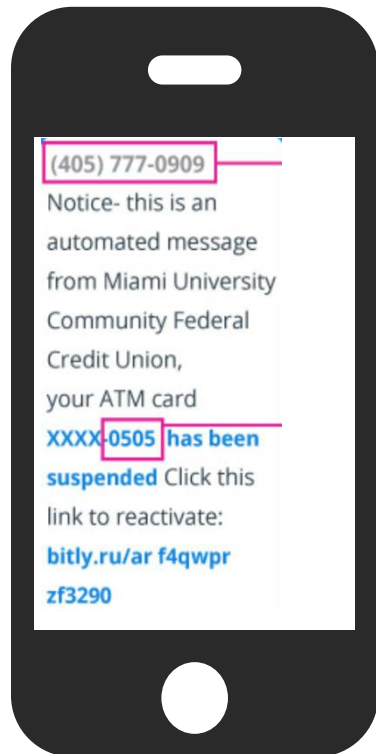 (405) 777-0909
Notice- this is an
automated message
from Miami University
Community Federal
Credit Union,
your ATM card
XXXX-0505 has been
suspended Click this
link to reactivate:
bitly.ru/ar f4qwpr
zf3290